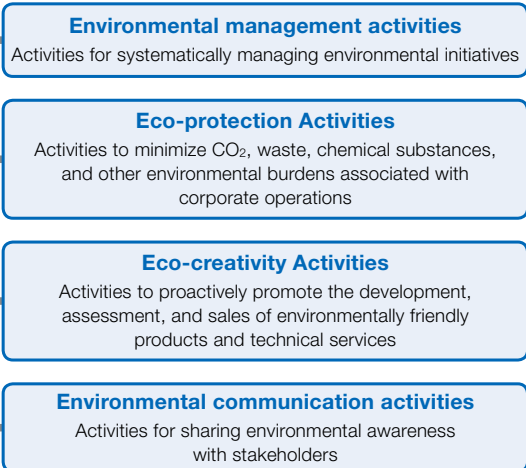 Environmental management activities
Activities for systematically managing environmental initiatives
Eco-protection Activities
Activities to minimize CO₂, waste, chemical substances,
and other environmental burdens associated with
corporate operations
Eco-creativity Activities
Activities to proactively promote the development,
assessment, and sales of environmentally friendly
products and technical services
Environmental communication activities
Activities for sharing environmental awareness
with stakeholders